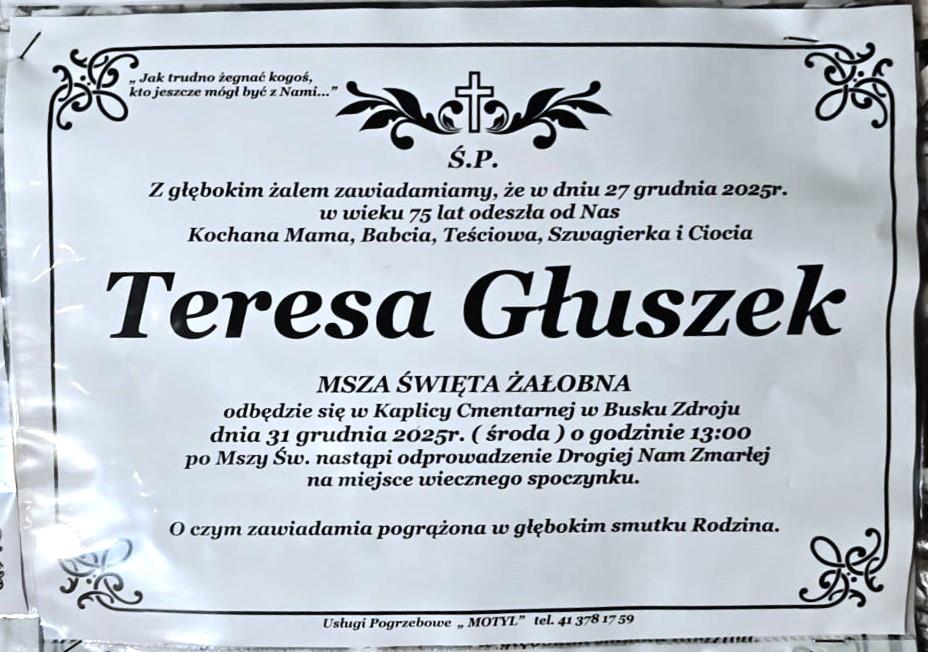 „ Jak trudno żegnać kogoś,
kto jeszcze mógł być z Nami...”
Ś.P.
Z głębokim żalem zawiadamiamy, że w dniu 27 grudnia 2025r.
w wieku 75 lat odeszła od Nas
Kochana Mama, Babcia, Teściowa, Szwagierka i Ciocia
Teresa Głuszek
MSZA ŚWIĘTA ŻAŁOBNA
odbędzie się w Kaplicy Cmentarnej w Busku Zdroju
dnia 31 grudnia 2025r. ( środa ) o godzinie 13:00
po Mszy Św. nastąpi odprowadzenie Drogiej Nam Zmarłej
na miejsce wiecznego spoczynku.
O czym zawiadamia pogrążona w głębokim smutku Rodzina.
Usługi Pogrzebowe „ MOTYL” tel. 41 378 17 59